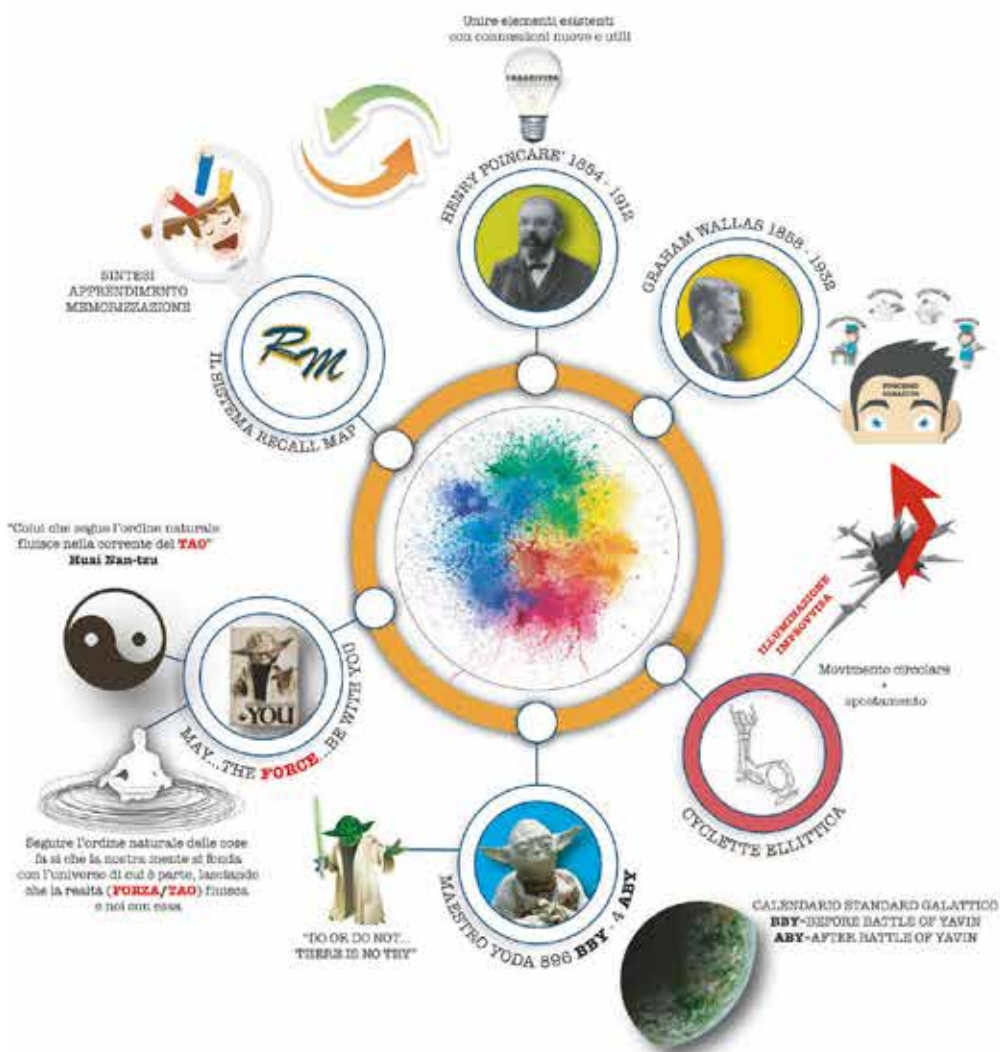 Unire elementi esistenti
con connessioni nuove e utili
HENRY POINCARE' 1854 - 1912
GRAHAM WALLAS 1858 - 1932
SINTESI
APPRENDIMENTO
MEMORIZZAZIONE
RM
IL SISTEMA RECALL MAP
"Colui che segue l'ordine naturale
fluisce nella corrente del TAO"
Huai Nan-tzu
YOU
MAY...THE FORCE...BE WITH YOU
Seguire l'ordine naturale delle cose
fa sì che la nostra mente si fonda
con l'universo di cui è parte, lasciando
che la realtà (FORZA/TAO) fluisca
e noi con essa
ILLUMINAZIONE
IMPROVVISA
Movimento circolare
+
spostamento
CYCLETTE ELLITTICA
MAESTRO YODA 896 BBY - 4 ABY
"DO OR DO NOT...
THERE IS NO TRY"
CALENDARIO STANDARD GALATTICO
BBY-BEFORE BATTLE OF YAVIN
ABY-AFTER BATTLE OF YAVIN